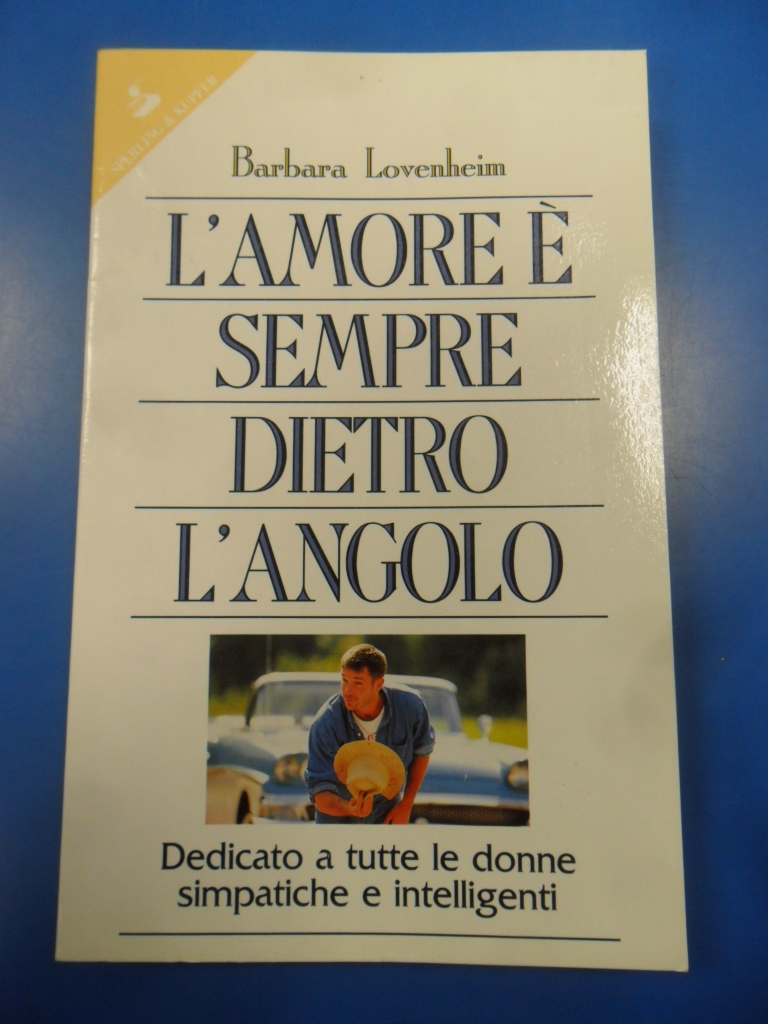 SPERLING & KUPFER
Barbara Lovenheim
L'AMORE È
SEMPRE
DIETRO
L'ANGOLO
Dedicato a tutte le donne
simpatiche e intelligenti